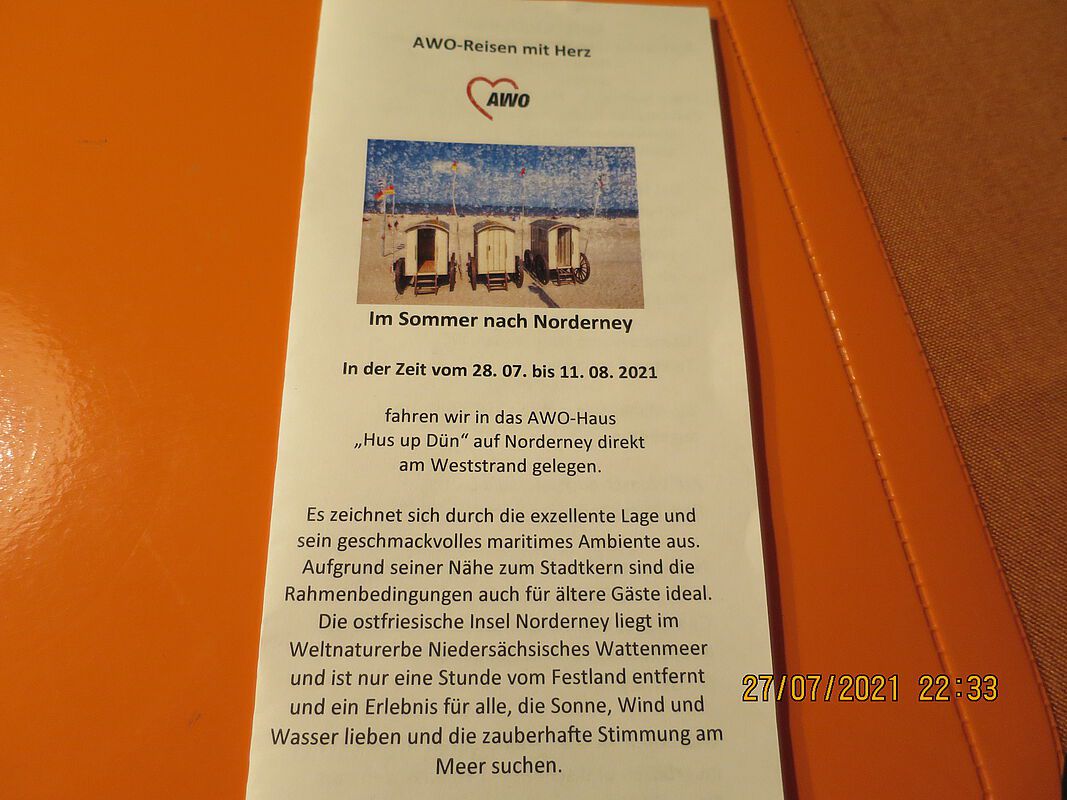 AWO-Reisen mit Herz
AWO
Im Sommer nach Norderney
In der Zeit vom 28. 07. bis 11. 08. 2021
fahren wir in das AWO-Haus
„Hus up Dün“ auf Norderney direkt
am Weststrand gelegen.
Es zeichnet sich durch die exzellente Lage und
sein geschmackvolles maritimes Ambiente aus.
Aufgrund seiner Nähe zum Stadtkern sind die
Rahmenbedingungen auch für ältere Gäste ideal.
Die ostfriesische Insel Norderney liegt im
Weltnaturerbe Niedersächsisches Wattenmeer
und ist nur eine Stunde vom Festland entfernt
und ein Erlebnis für alle, die Sonne, Wind und
Wasser lieben und die zauberhafte Stimmung am
Meer suchen.
27/07/2021 22:33